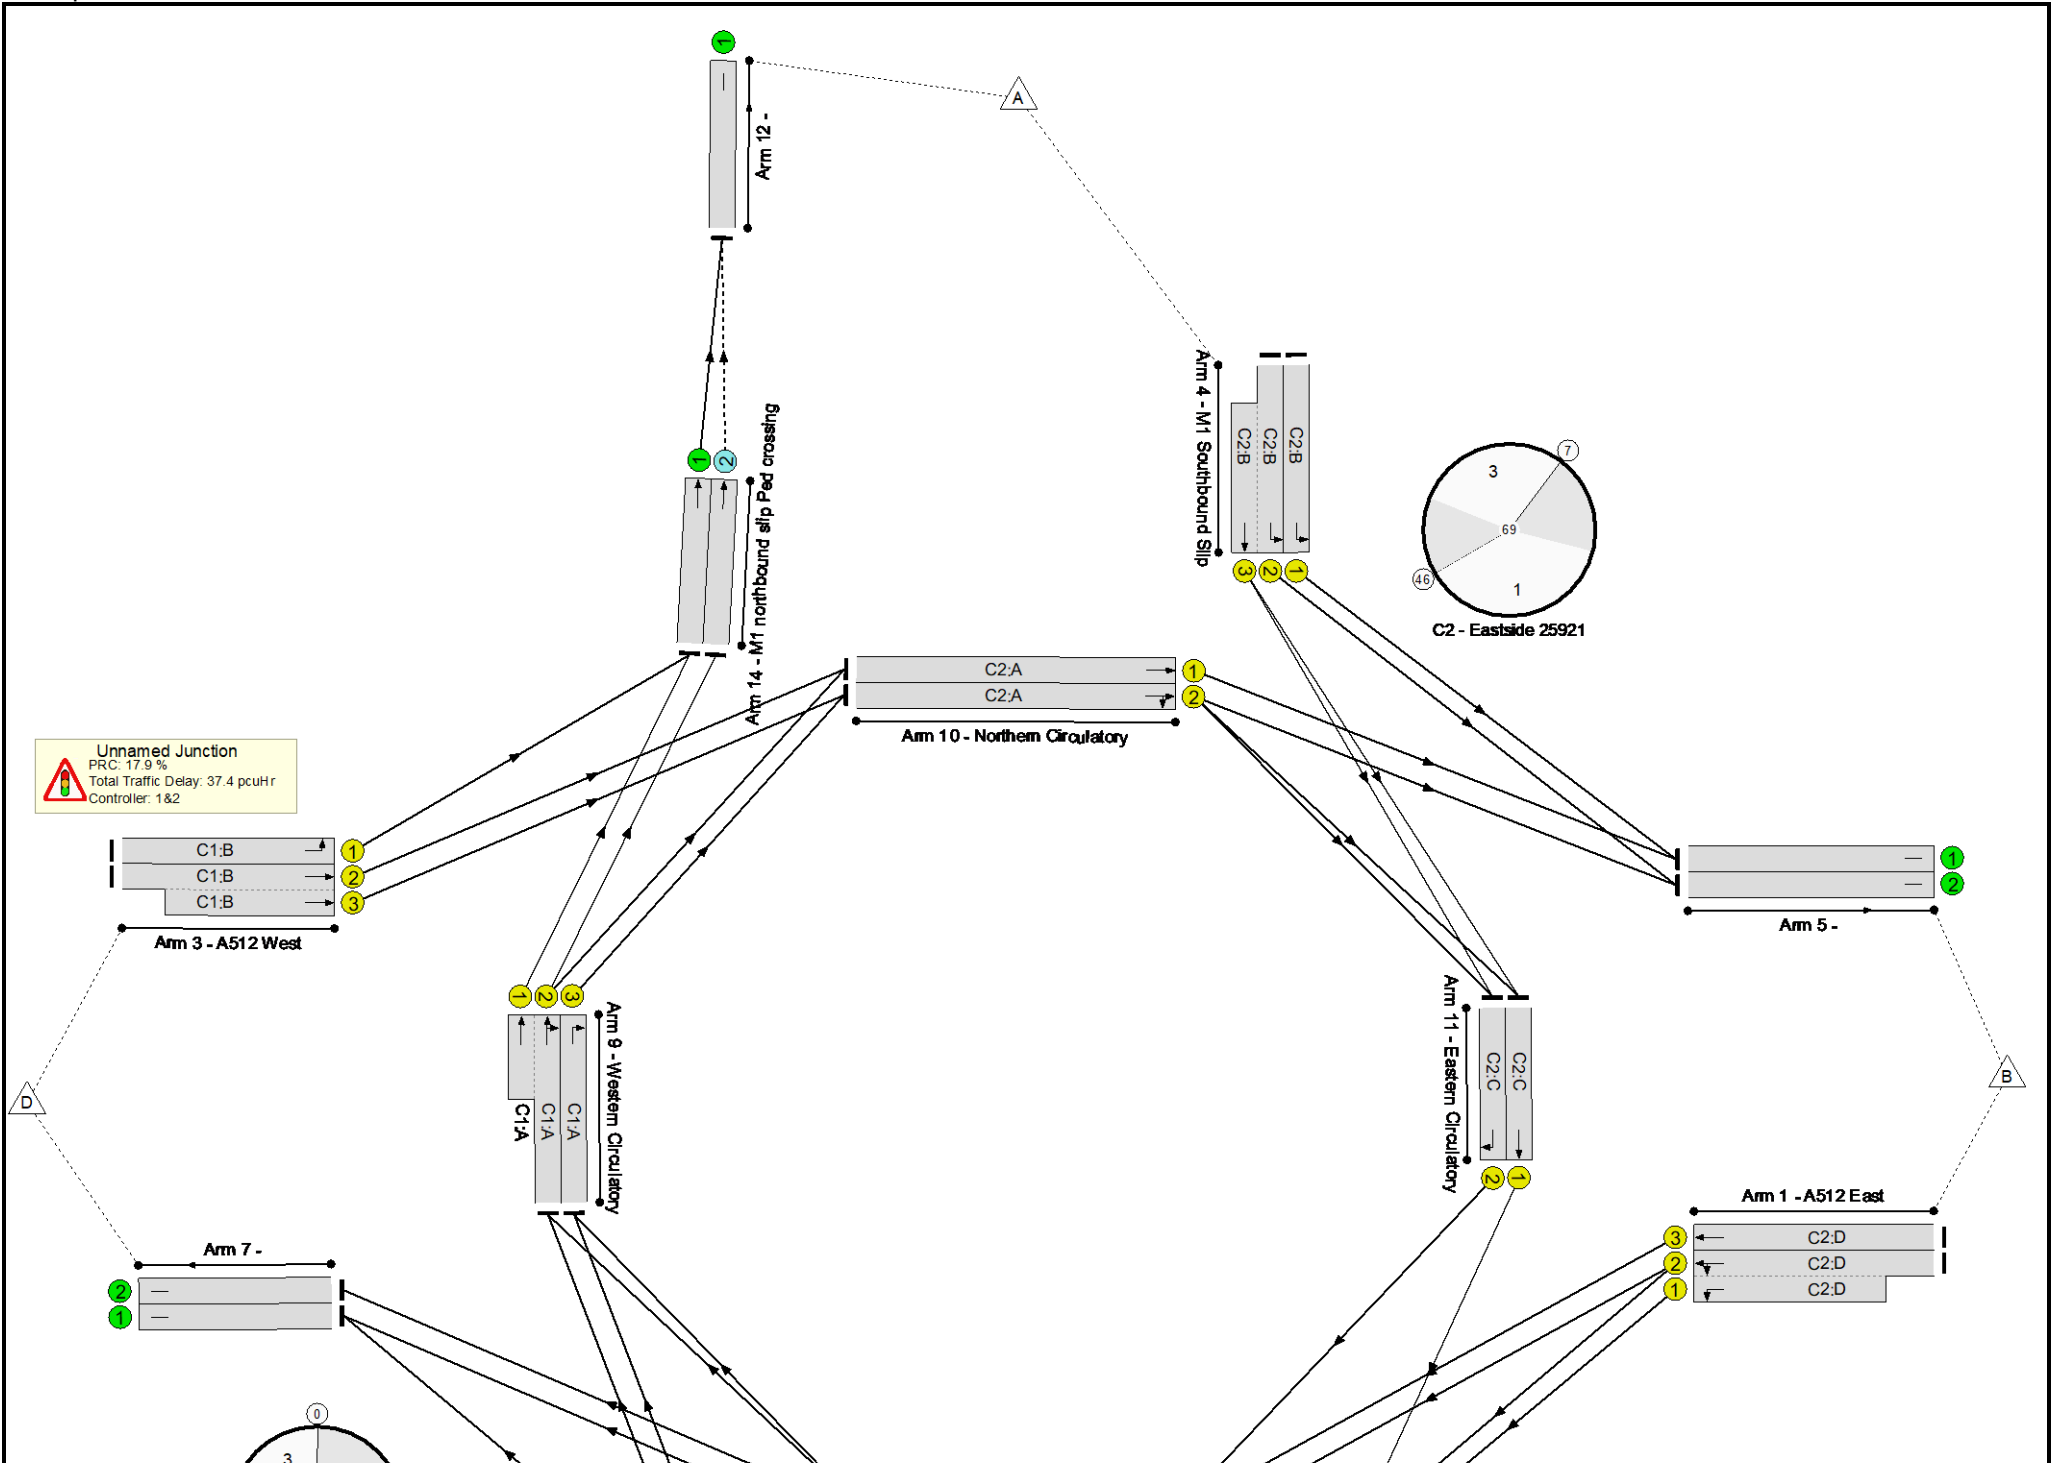 1
Arm 12 -
A
Arm 4 - M1 Southbound Slip
C2:B
C2:B
C2:B
3
2
1
7
3
69
46
1
C2 - Eastside 25921
1
2
Arm 14 - M1 northbound slip Ped crossing
C2:A
1
C2:A
2
Arm 10 - Northern Circulatory
Unnamed Junction
PRC: 17.9 %
Total Traffic Delay: 37.4 pcuHr
Controller: 1&2
C1:B
1
C1:B
2
C1:B
3
Arm 3 - A512 West
1
2
Arm 5 -
1
2
3
C1:A
C1:A
C1:A
Arm 9 - Western Circulatory
Arm 11 - Eastern Circulatory
C2:C
C2:C
2
1
D
B
Arm 1 - A512 East
3
C2:D
2
C2:D
1
C2:D
Arm 7 -
2
1
0
3